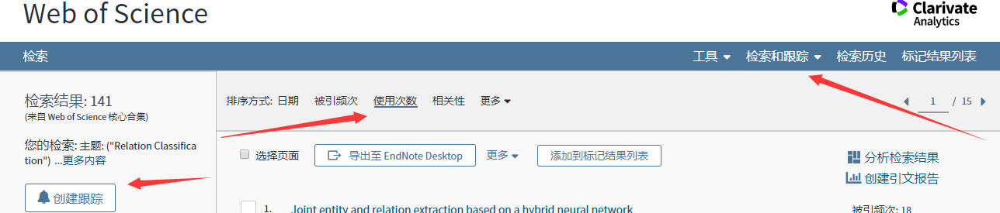 Web of Science
Clarivate
Analytics
检索
工具 检索和跟踪 检索历史 标记结果列表
检索结果: 141
(来自 Web of Science 核心合集)
您的检索: 主题: ("Relation Classifica
tion") ...更多内容
创建跟踪
排序方式: 日期 被引频次 使用次数 相关性 更多
1 / 15
选择页面 导出至 EndNote Desktop 更多 添加到标记结果列表
分析检索结果
创建引文报告
1. Joint entity and relation extraction based on a hybrid neural network
被引频次: 18